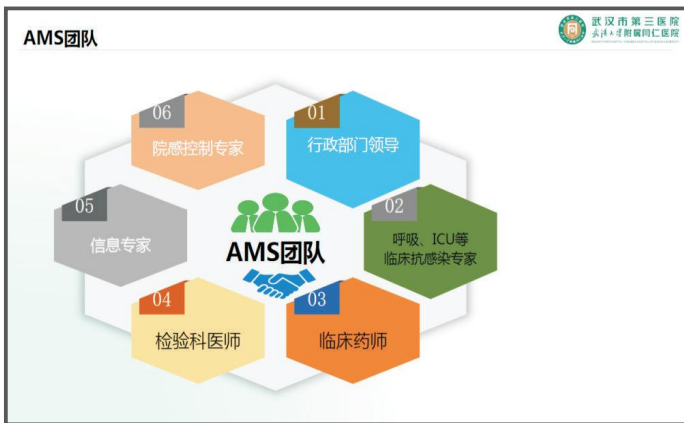 AMS团队
武汉市第三医院
武汉大学附属同仁医院
06
院感控制专家
01
行政部门领导
05
信息专家
AMS团队
02
呼吸、ICU等
临床抗感染专家
04
检验科医师
03
临床药师